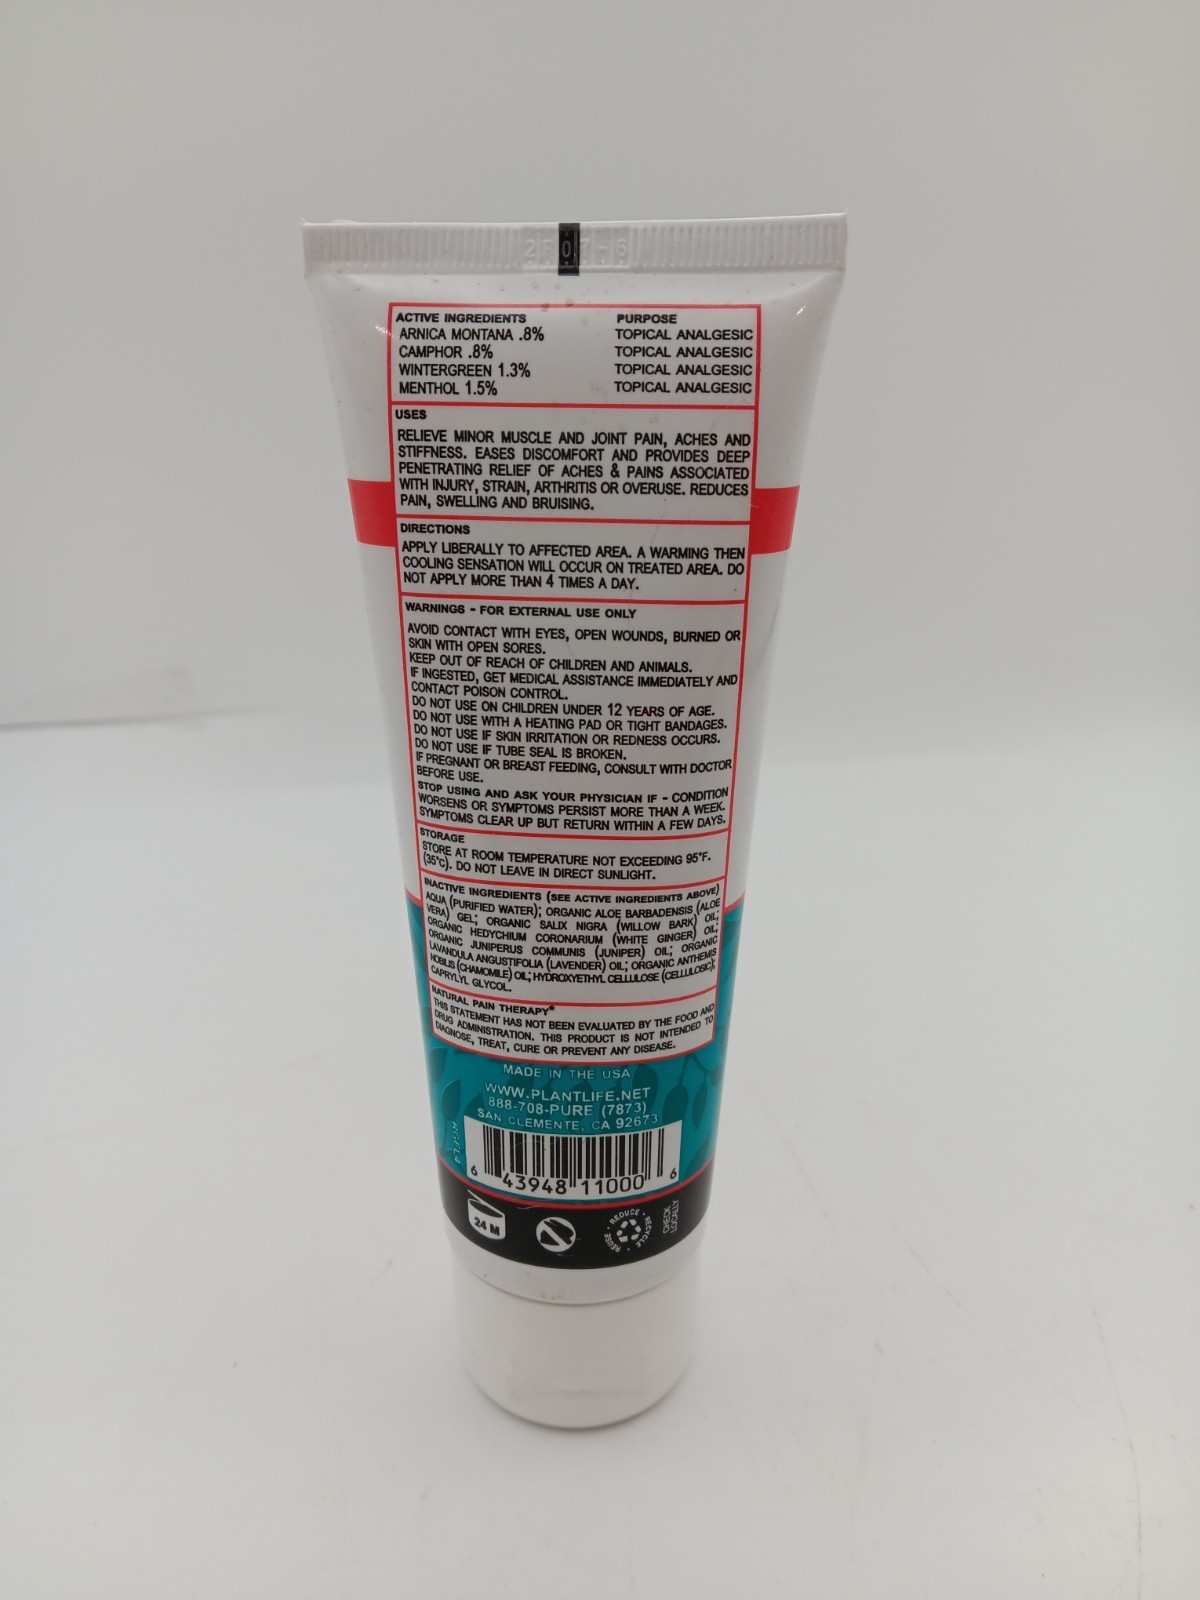 2F07-6
ACTIVE INGREDIENTS PURPOSE
ARNICA MONTANA .8% TOPICAL ANALGESIC
CAMPHOR .8% TOPICAL ANALGESIC
WINTERGREEN 1.3% TOPICAL ANALGESIC
MENTHOL 1.5% TOPICAL ANALGESIC
USES
RELIEVE MINOR MUSCLE AND JOINT PAIN, ACHES AND
STIFFNESS. EASES DISCOMFORT AND PROVIDES DEEP
PENETRATING RELIEF OF ACHES & PAINS ASSOCIATED
WITH INJURY, STRAIN, ARTHRITIS OR OVERUSE. REDUCES
PAIN, SWELLING AND BRUISING.
DIRECTIONS
APPLY LIBERALLY TO AFFECTED AREA. A WARMING THEN
COOLING SENSATION WILL OCCUR ON TREATED AREA. DO
NOT APPLY MORE THAN 4 TIMES A DAY.
WARNINGS - FOR EXTERNAL USE ONLY
AVOID CONTACT WITH EYES, OPEN WOUNDS, BURNED OR
SKIN WITH OPEN SORES.
KEEP OUT OF REACH OF CHILDREN AND ANIMALS.
IF INGESTED, GET MEDICAL ASSISTANCE IMMEDIATELY AND
CONTACT POISON CONTROL.
DO NOT USE ON CHILDREN UNDER 12 YEARS OF AGE.
DO NOT USE WITH A HEATING PAD OR TIGHT BANDAGES.
DO NOT USE IF SKIN IRRITATION OR REDNESS OCCURS.
DO NOT USE IF TUBE SEAL IS BROKEN.
IF PREGNANT OR BREAST FEEDING, CONSULT WITH DOCTOR
BEFORE USE.
STOP USING AND ASK YOUR PHYSICIAN IF - CONDITION
WORSENS OR SYMPTOMS PERSIST MORE THAN A WEEK.
SYMPTOMS CLEAR UP BUT RETURN WITHIN A FEW DAYS.
STORAGE
STORE AT ROOM TEMPERATURE NOT EXCEEDING 95°F.
(35°C). DO NOT LEAVE IN DIRECT SUNLIGHT.
INACTIVE INGREDIENTS (SEE ACTIVE INGREDIENTS ABOVE)
AQUA (PURIFIED WATER); ORGANIC ALOE BARBADENSIS (ALOE
VERA) GEL; ORGANIC SALIX NIGRA (WILLOW BARK) OIL;
ORGANIC HEDYCHIUM CORONARIUM (WHITE GINGER) OIL;
ORGANIC JUNIPERUS COMMUNIS (JUNIPER) OIL; ORGANIC
LAVANDULA ANGUSTIFOLIA (LAVENDER) OIL; ORGANIC ANTHEMIS
NOBILIS (CHAMOMILE) OIL; HYDROXYETHYL CELLULOSE (CELLULOSIC);
CAPRYLYL GLYCOL.
NATURAL PAIN THERAPY*
THIS STATEMENT HAS NOT BEEN EVALUATED BY THE FOOD AND
DRUG ADMINISTRATION. THIS PRODUCT IS NOT INTENDED TO
DIAGNOSE, TREAT, CURE OR PREVENT ANY DISEASE.
MADE IN THE USA
WWW.PLANTLIFE.NET
888-708-PURE (7873)
SAN CLEMENTE, CA 92673
RGEL4
6 43948 11000 6
24 M
REDUCE • RECYCLE • REUSE •
CHECK
LOCALLY